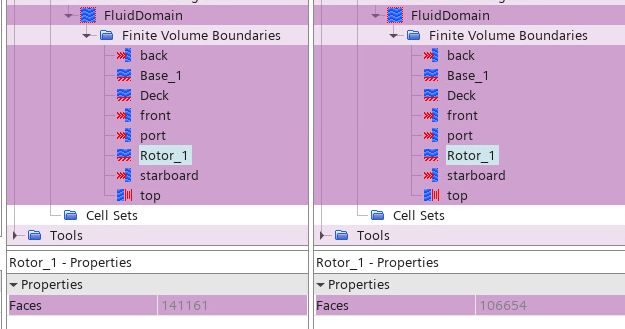 FluidDomain
Finite Volume Boundaries
back
Base_1
Deck
front
port
Rotor_1
starboard
top
Cell Sets
Tools
Rotor_1 - Properties
Properties
Faces 141161
FluidDomain
Finite Volume Boundaries
back
Base_1
Deck
front
port
Rotor_1
starboard
top
Cell Sets
Tools
Rotor_1 - Properties
Properties
Faces 106654